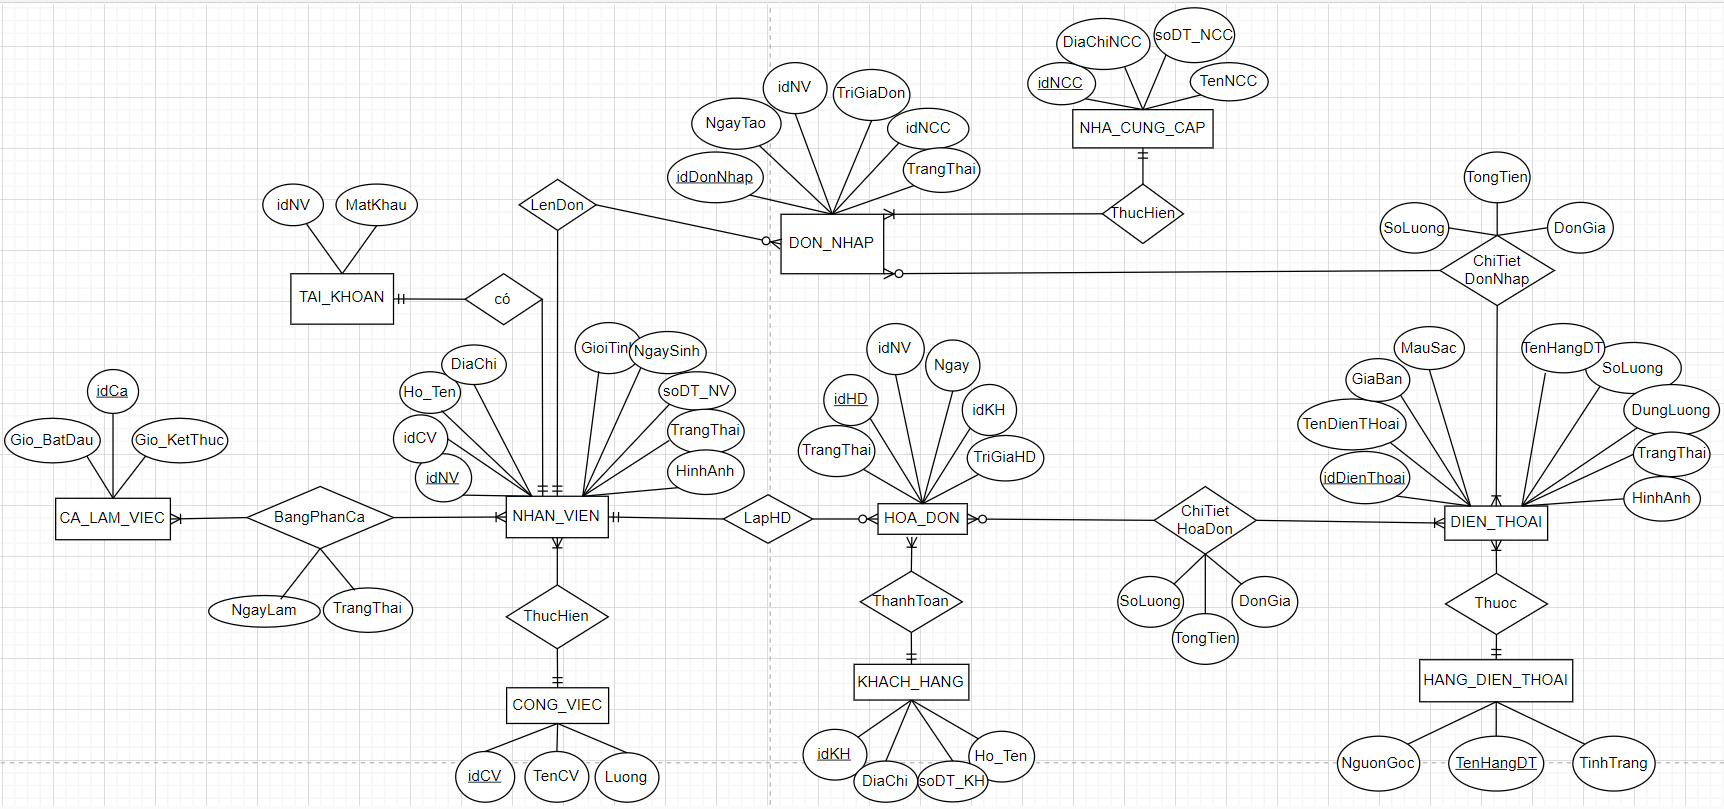 soDT_NCC
DiaChiNCC
idNCC
TenNCC
NHA_CUNG_CAP
idNV
TriGiaDon
NgayTao
idNCC
idDonNhap
TrangThai
LenDon
DON_NHAP
ThucHien
TongTien
SoLuong
DonGia
ChiTiet
DonNhap
idNV
MatKhau
TAI_KHOAN
có
GioiTinh
NgaySinh
DiaChi
Ho_Ten
soDT_NV
idCV
TrangThai
idNV
HinhAnh
NHAN_VIEN
idCa
Gio_BatDau
Gio_KetThuc
CA_LAM_VIEC
BangPhanCa
NgayLam
TrangThai
ThucHien
CONG_VIEC
idCV
TenCV
Luong
LapHD
idNV
Ngay
idHD
idKH
TrangThai
TriGiaHD
HOA_DON
ThanhToan
KHACH_HANG
idKH
DiaChi
soDT_KH
Ho_Ten
ChiTiet
HoaDon
SoLuong
DonGia
TongTien
MauSac
TenHangDT
GiaBan
SoLuong
TenDienTHoai
DungLuong
idDienThoai
TrangThai
HinhAnh
DIEN_THOAI
Thuoc
HANG_DIEN_THOAI
NguonGoc
TenHangDT
TinhTrang